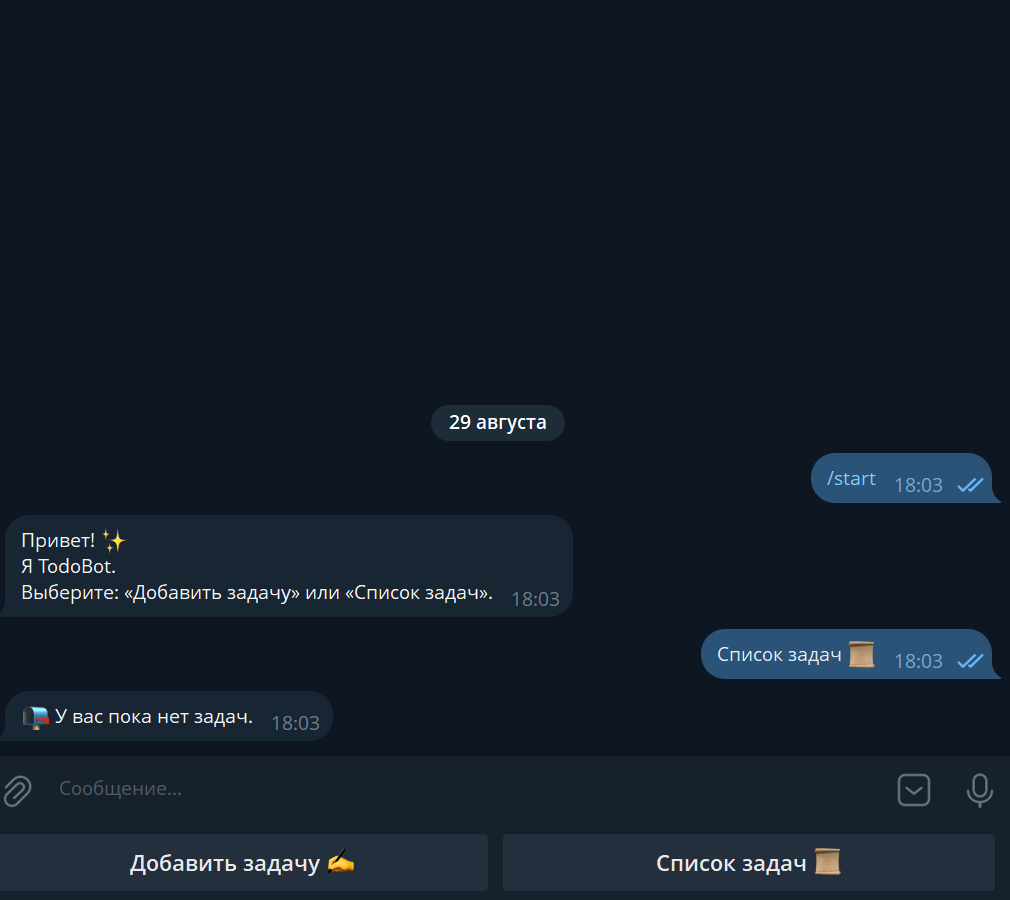 29 августа
/start 18:03
Привет! ✨
Я TodoBot.
Выберите: «Добавить задачу» или «Список задач». 18:03
Список задач 📜 18:03
📭 У вас пока нет задач. 18:03
Сообщение...
Добавить задачу ✍️ Список задач 📜